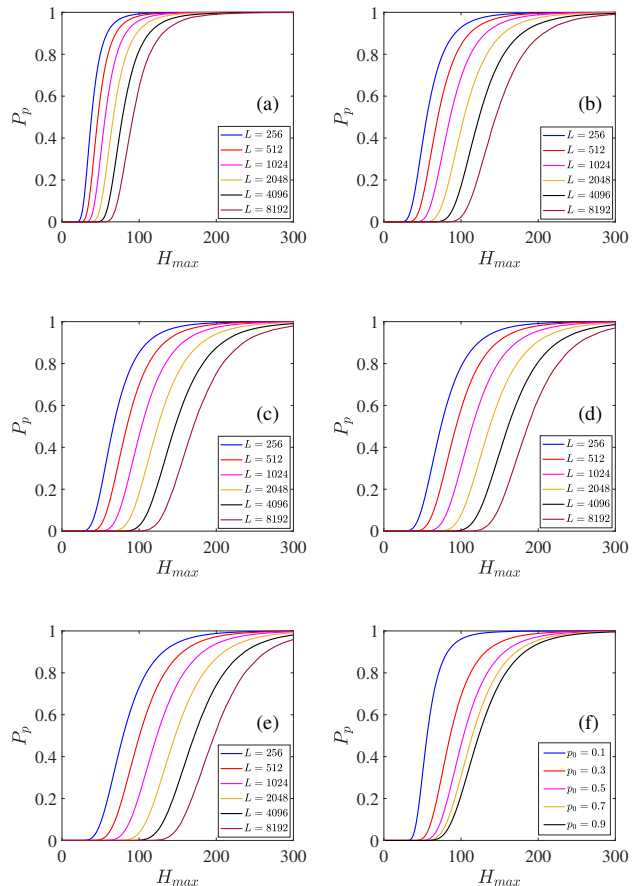 1
0.8
0.6
0.4
0.2
0
P_p
(a)
L = 256
L = 512
L = 1024
L = 2048
L = 4096
L = 8192
0 100 200 300
H_max
1
0.8
0.6
0.4
0.2
0
P_p
(b)
L = 256
L = 512
L = 1024
L = 2048
L = 4096
L = 8192
0 100 200 300
H_max
1
0.8
0.6
0.4
0.2
0
P_p
(c)
L = 256
L = 512
L = 1024
L = 2048
L = 4096
L = 8192
0 100 200 300
H_max
1
0.8
0.6
0.4
0.2
0
P_p
(d)
L = 256
L = 512
L = 1024
L = 2048
L = 4096
L = 8192
0 100 200 300
H_max
1
0.8
0.6
0.4
0.2
0
P_p
(e)
L = 256
L = 512
L = 1024
L = 2048
L = 4096
L = 8192
0 100 200 300
H_max
1
0.8
0.6
0.4
0.2
0
P_p
(f)
p_0 = 0.1
p_0 = 0.3
p_0 = 0.5
p_0 = 0.7
p_0 = 0.9
0 100 200 300
H_max